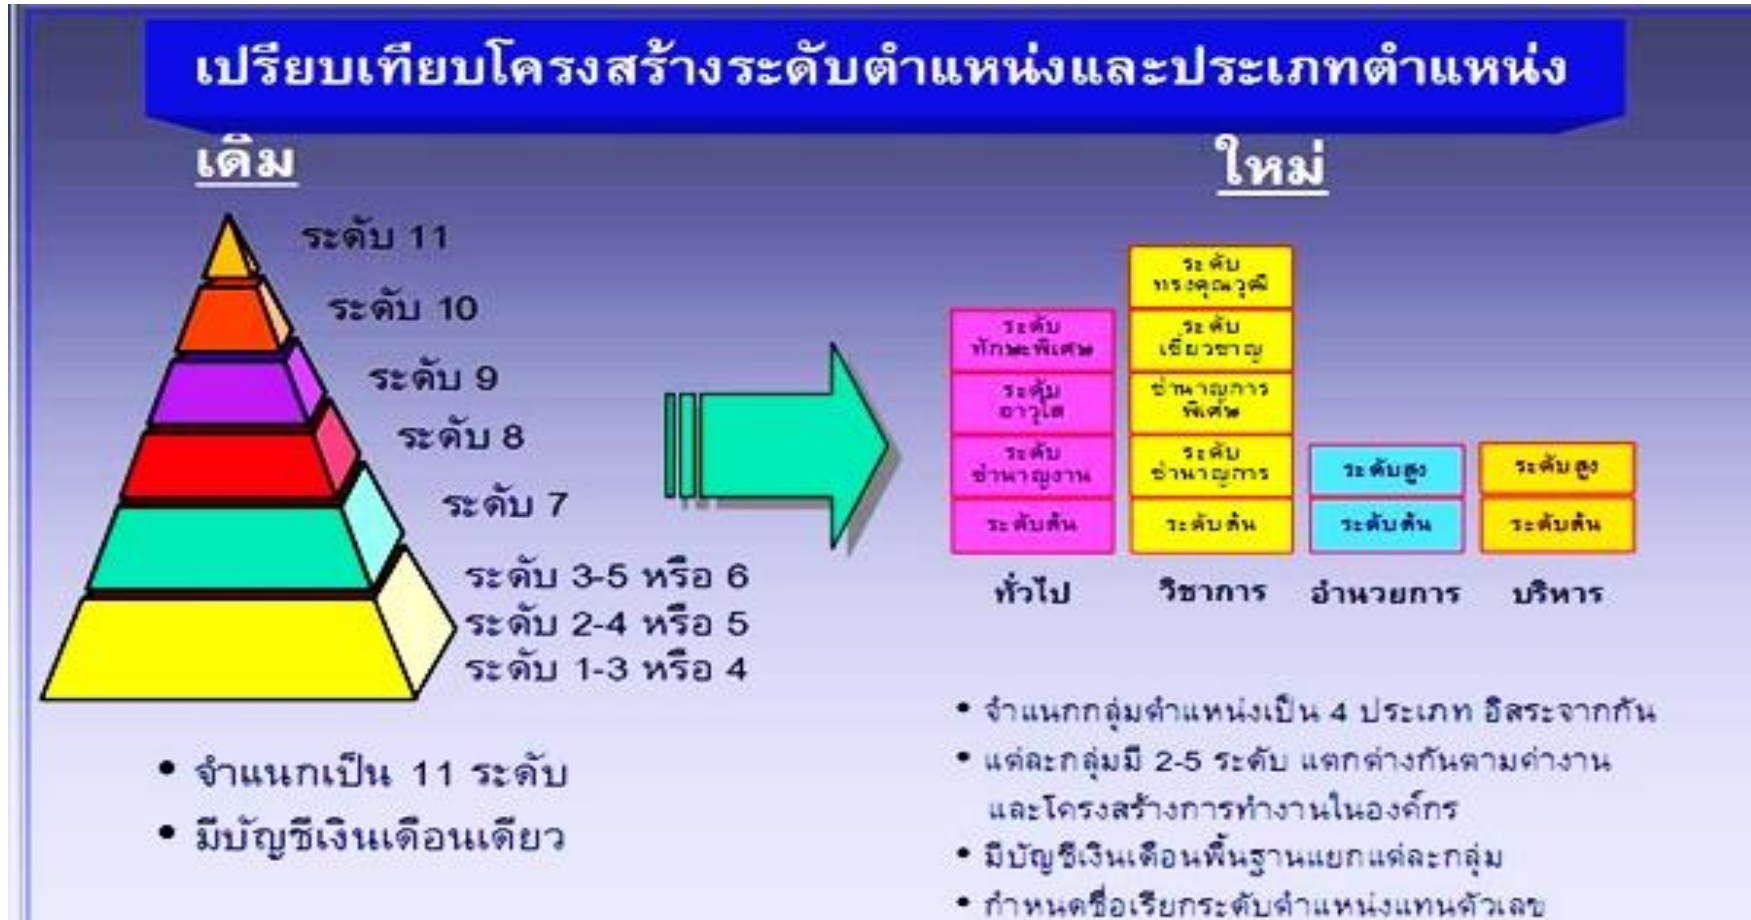 เปรียบเทียบโครงสร้างระดับตำแหน่งและประเภทตำแหน่ง
เดิม
ระดับ 11
ระดับ 10
ระดับ 9
ระดับ 8
ระดับ 7
ระดับ 3-5 หรือ 6
ระดับ 2-4 หรือ 5
ระดับ 1-3 หรือ 4
• จำแนกเป็น 11 ระดับ
• มีบัญชีเงินเดือนเดียว
ใหม่
ระดับ
ทักษะพิเศษ
ระดับ
อาวุโส
ระดับ
ชำนาญงาน
ระดับต้น
ทั่วไป
ระดับ
ทรงคุณวุฒิ
ระดับ
เชี่ยวชาญ
ชำนาญการ
พิเศษ
ระดับ
ชำนาญการ
ระดับต้น
วิชาการ
ระดับสูง
ระดับต้น
อำนวยการ
ระดับสูง
ระดับต้น
บริหาร
• จำแนกกลุ่มตำแหน่งเป็น 4 ประเภท อิสระจากกัน
• แต่ละกลุ่มมี 2-5 ระดับ แตกต่างกันตามค่างาน
และโครงสร้างการทำงานในองค์กร
• มีบัญชีเงินเดือนพื้นฐานแยกแต่ละกลุ่ม
• กำหนดชื่อเรียกระดับตำแหน่งแทนตัวเลข